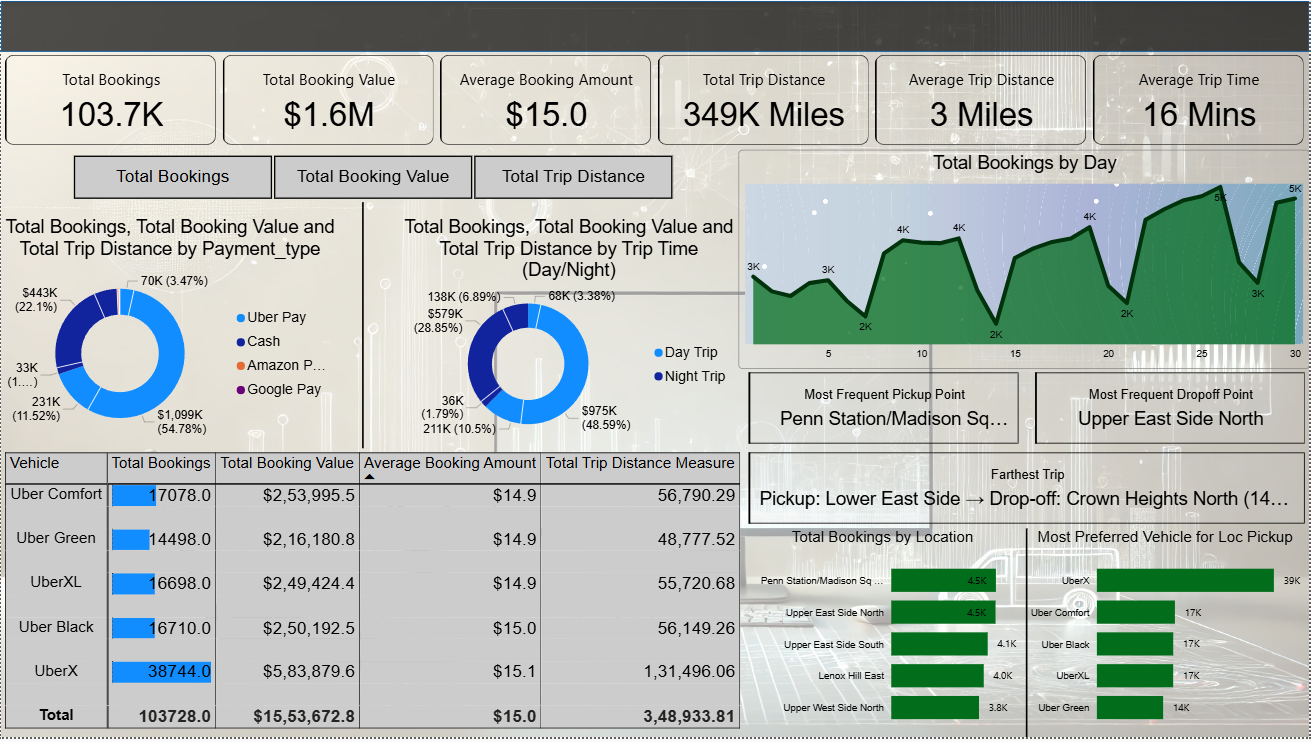 Total Bookings
103.7K
Total Booking Value
$1.6M
Average Booking Amount
$15.0
Total Trip Distance
349K Miles
Average Trip Distance
3 Miles
Average Trip Time
16 Mins
Total Bookings
Total Booking Value
Total Trip Distance
Total Bookings, Total Booking Value and
Total Trip Distance by Payment_type
70K (3.47%)
$443K
(22.1%)
33K
(1....)
231K
(11.52%)
$1,099K
(54.78%)
Uber Pay
Cash
Amazon P...
Google Pay
Total Bookings, Total Booking Value and
Total Trip Distance by Trip Time
(Day/Night)
138K (6.89%)
68K (3.38%)
$579K
(28.85%)
36K
(1.79%)
211K (10.5%)
$975K
(48.59%)
Day Trip
Night Trip
Total Bookings by Day
3K
3K
2K
4K
4K
2K
4K
2K
5K
3K
5K
5
10
15
20
25
30
Most Frequent Pickup Point
Penn Station/Madison Sq...
Most Frequent Dropoff Point
Upper East Side North
Farthest Trip
Pickup: Lower East Side → Drop-off: Crown Heights North (14...
Vehicle Total Bookings Total Booking Value Average Booking Amount Total Trip Distance Measure
Uber Comfort 17078.0 $2,53,995.5 $14.9 56,790.29
Uber Green 14498.0 $2,16,180.8 $14.9 48,777.52
UberXL 16698.0 $2,49,424.4 $14.9 55,720.68
Uber Black 16710.0 $2,50,192.5 $15.0 56,149.26
UberX 38744.0 $5,83,879.6 $15.1 1,31,496.06
Total 103728.0 $15,53,672.8 $15.0 3,48,933.81
Total Bookings by Location
Penn Station/Madison Sq ... 4.5K
Upper East Side North 4.5K
Upper East Side South 4.1K
Lenox Hill East 4.0K
Upper West Side North 3.8K
Most Preferred Vehicle for Loc Pickup
UberX 39K
Uber Comfort 17K
Uber Black 17K
UberXL 17K
Uber Green 14K